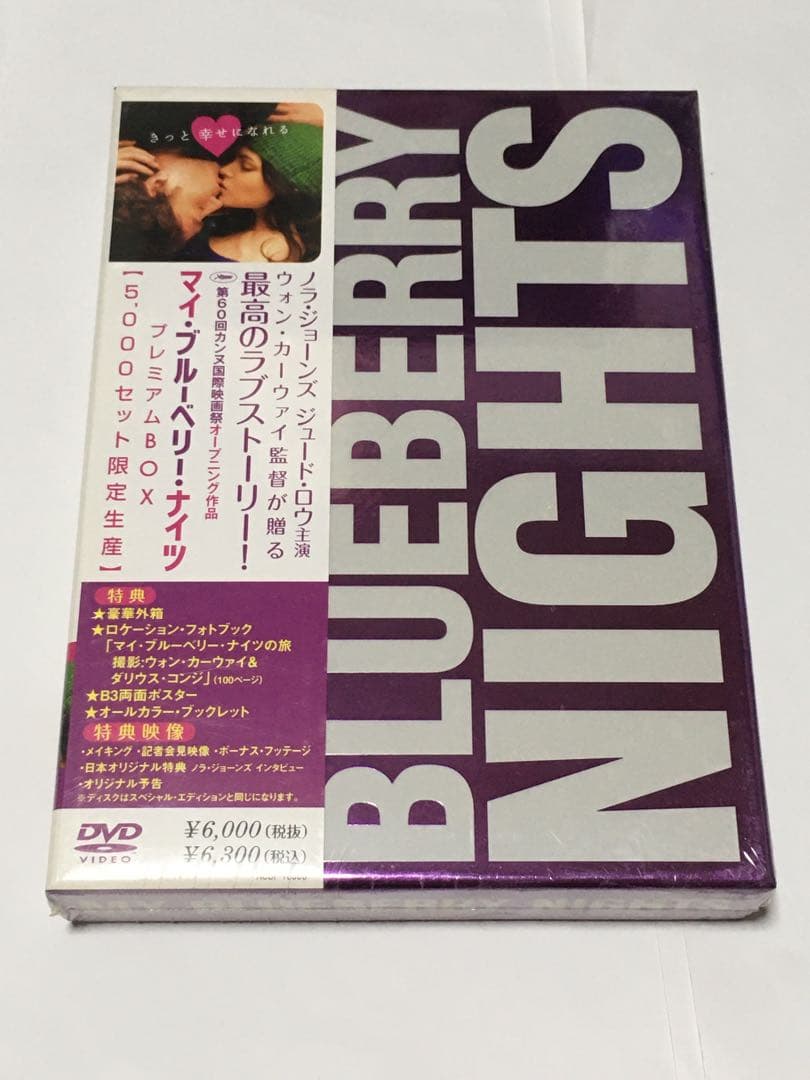 きっと幸せになれる
ノラ・ジョーンズ ジュード・ロウ主演
ウォン・カーウァイ監督が贈る
最高のラブストーリー!
第60回カンヌ国際映画祭オープニング作品
マイ・ブルーベリー・ナイツ
プレミアムBOX
【5,000セット限定生産】
特典
★豪華外箱
★ロケーション・フォトブック
「マイ・ブルーベリー・ナイツの旅
撮影:ウォン・カーウァイ&
ダリウス・コンジ」(100ページ)
★B3両面ポスター
★オールカラー・ブックレット
特典映像
・メイキング ・記者会見映像 ・ボーナス・フッテージ
・日本オリジナル特典 ノラ・ジョーンズ インタビュー
・オリジナル予告
※ディスクはスペシャル・エディションと同じになります。
DVD
VIDEO
¥6,000(税抜)
¥6,300(税込)
BLUEBERRY
NIGHTS